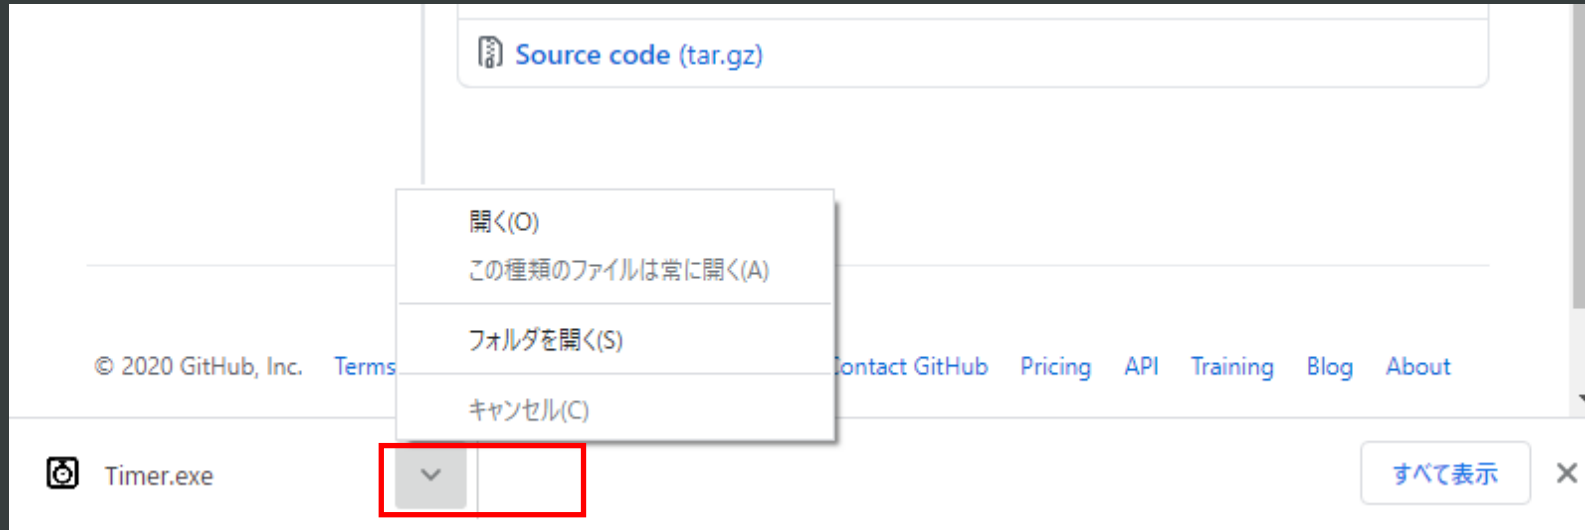 Source code (tar.gz)
開く(O)
この種類のファイルは常に開く(A)
フォルダを開く(S)
キャンセル(C)
© 2020 GitHub, Inc. Terms Contact GitHub Pricing API Training Blog About
Timer.exe
すべて表示